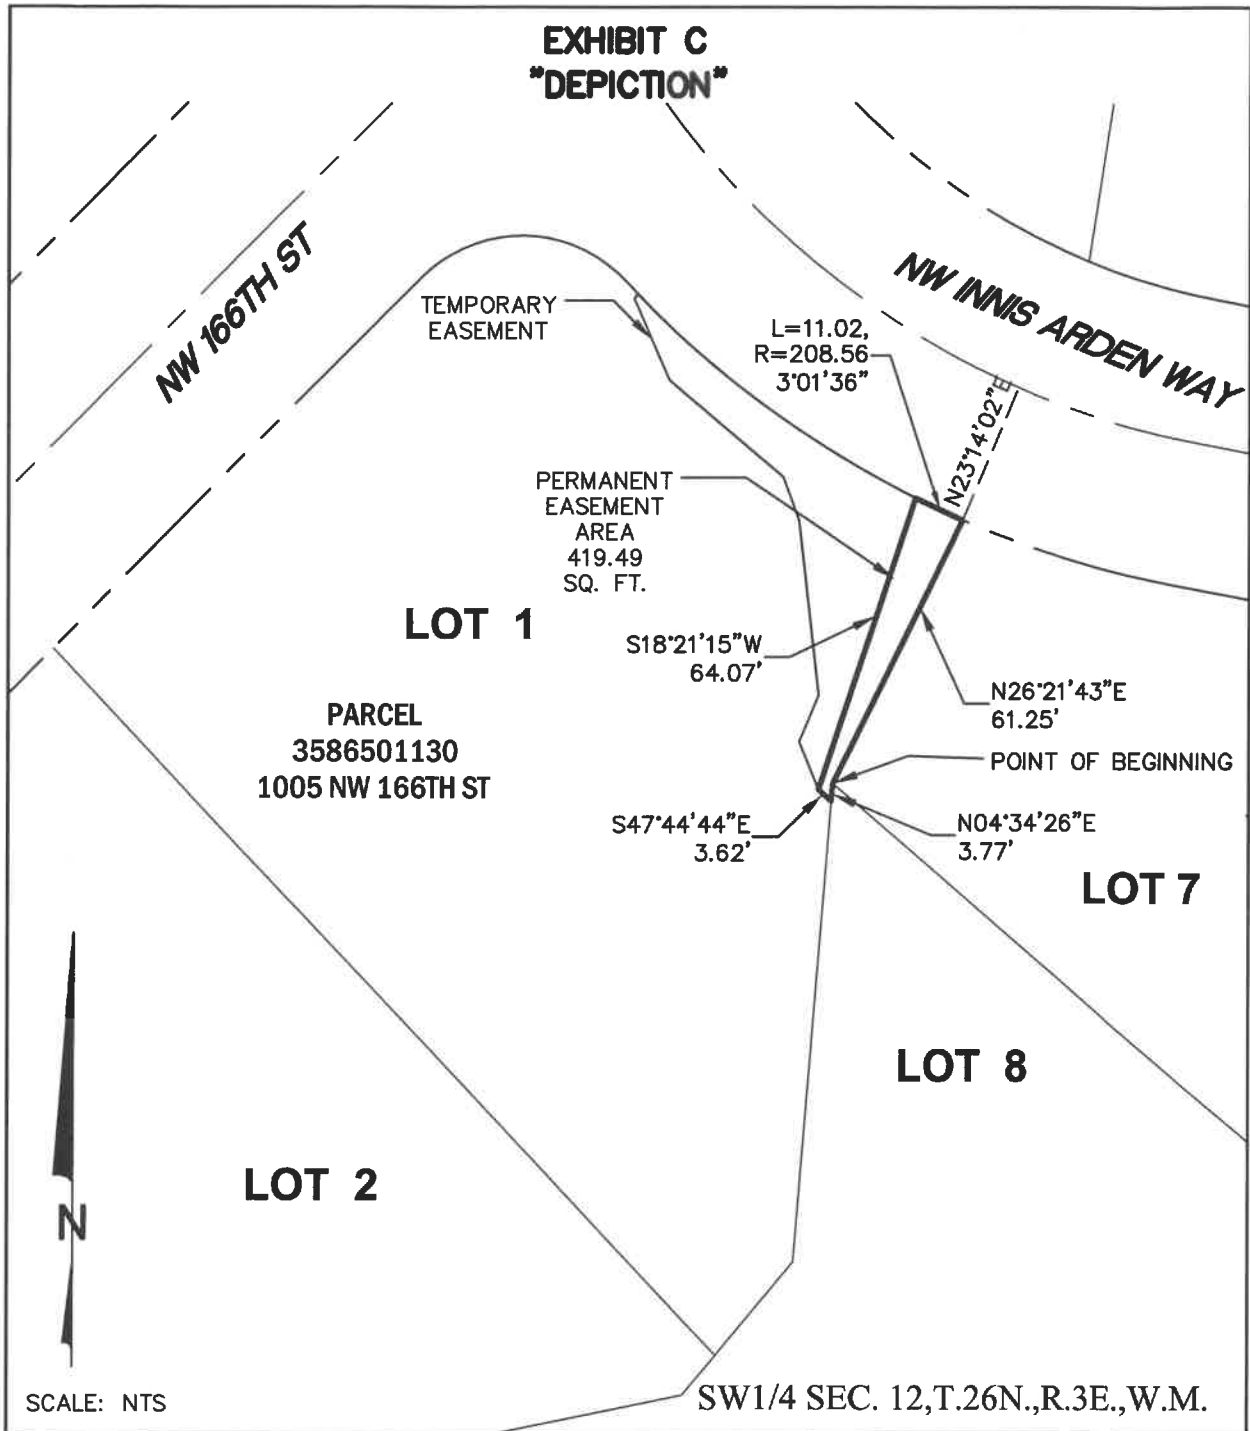 EXHIBIT C
"DEPICTION"
NW 166TH ST
NW INNIS ARDEN WAY
TEMPORARY
EASEMENT
L=11.02,
R=208.56
3°01'36"
N23°14'02"E
PERMANENT
EASEMENT
AREA
419.49
SQ. FT.
LOT 1
S18°21'15"W
64.07'
N26°21'43"E
61.25'
PARCEL
3586501130
1005 NW 166TH ST
POINT OF BEGINNING
S47°44'44"E
3.62'
N04°34'26"E
3.77'
LOT 7
LOT 8
LOT 2
N
SCALE: NTS
SW1/4 SEC. 12,T.26N.,R.3E.,W.M.